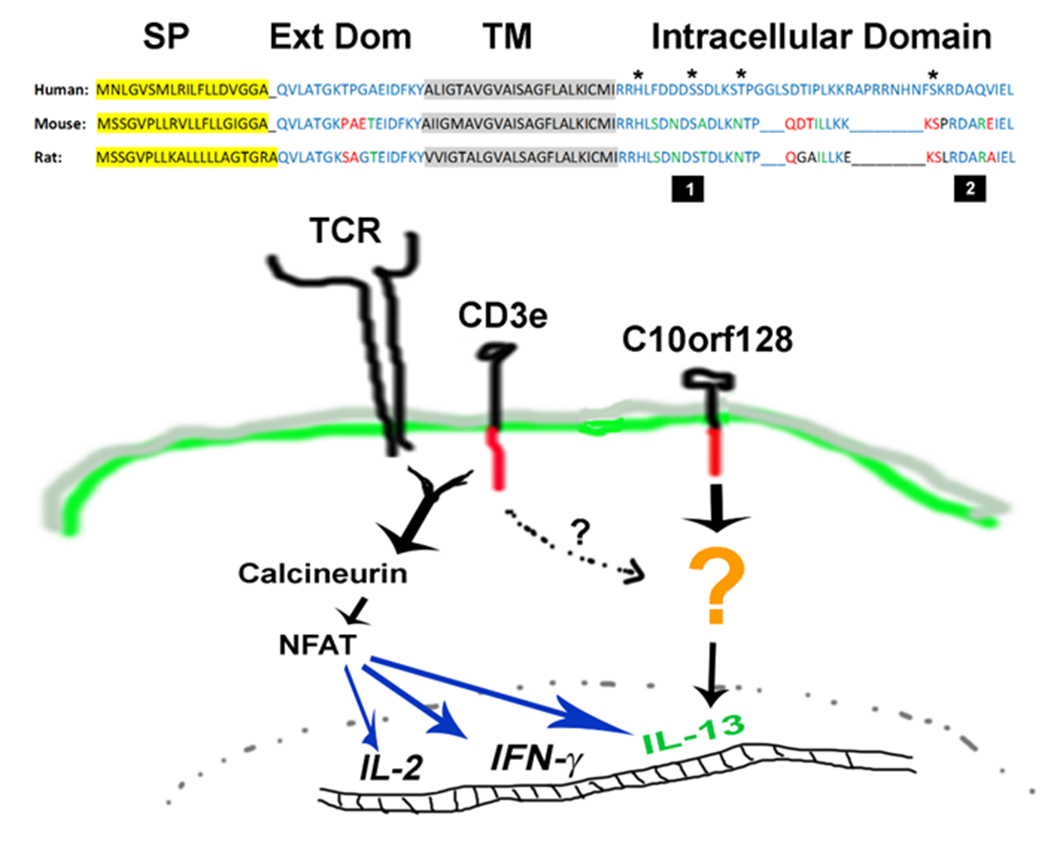 SP Ext Dom TM Intracellular Domain
* * * *
Human: MNLGVSMLRILFLLDVGGA_QVLATGKTPGAEIDFKYALIGTAVGVAISAGFLALKICMIRRHLFDDDSSDLKSTPGGLSDTIPLKKRAPRRNHNFSKRDAQVIEL
Mouse: MSSGVPLLRVLLFLLGIGGA_QVLATGKPAETEIDFKYAIIGMAVGVAISAGFLALKICMIRRHLSDNDSADLKNTP___QDTILLKK__________KSPRDAREIEL
Rat: MSSGVPLLKALLLLLAGTGRAQVLATGKSAGTEIDFKYVVIGTALGVALSAGFLALKICMIRRHLSDNDSTDLKNTP___QGAILLKE__________KSLRDARAIEL
1 2
TCR
CD3e
C10orf128
?
?
Calcineurin
NFAT
IL-13
IFN-γ
IL-2